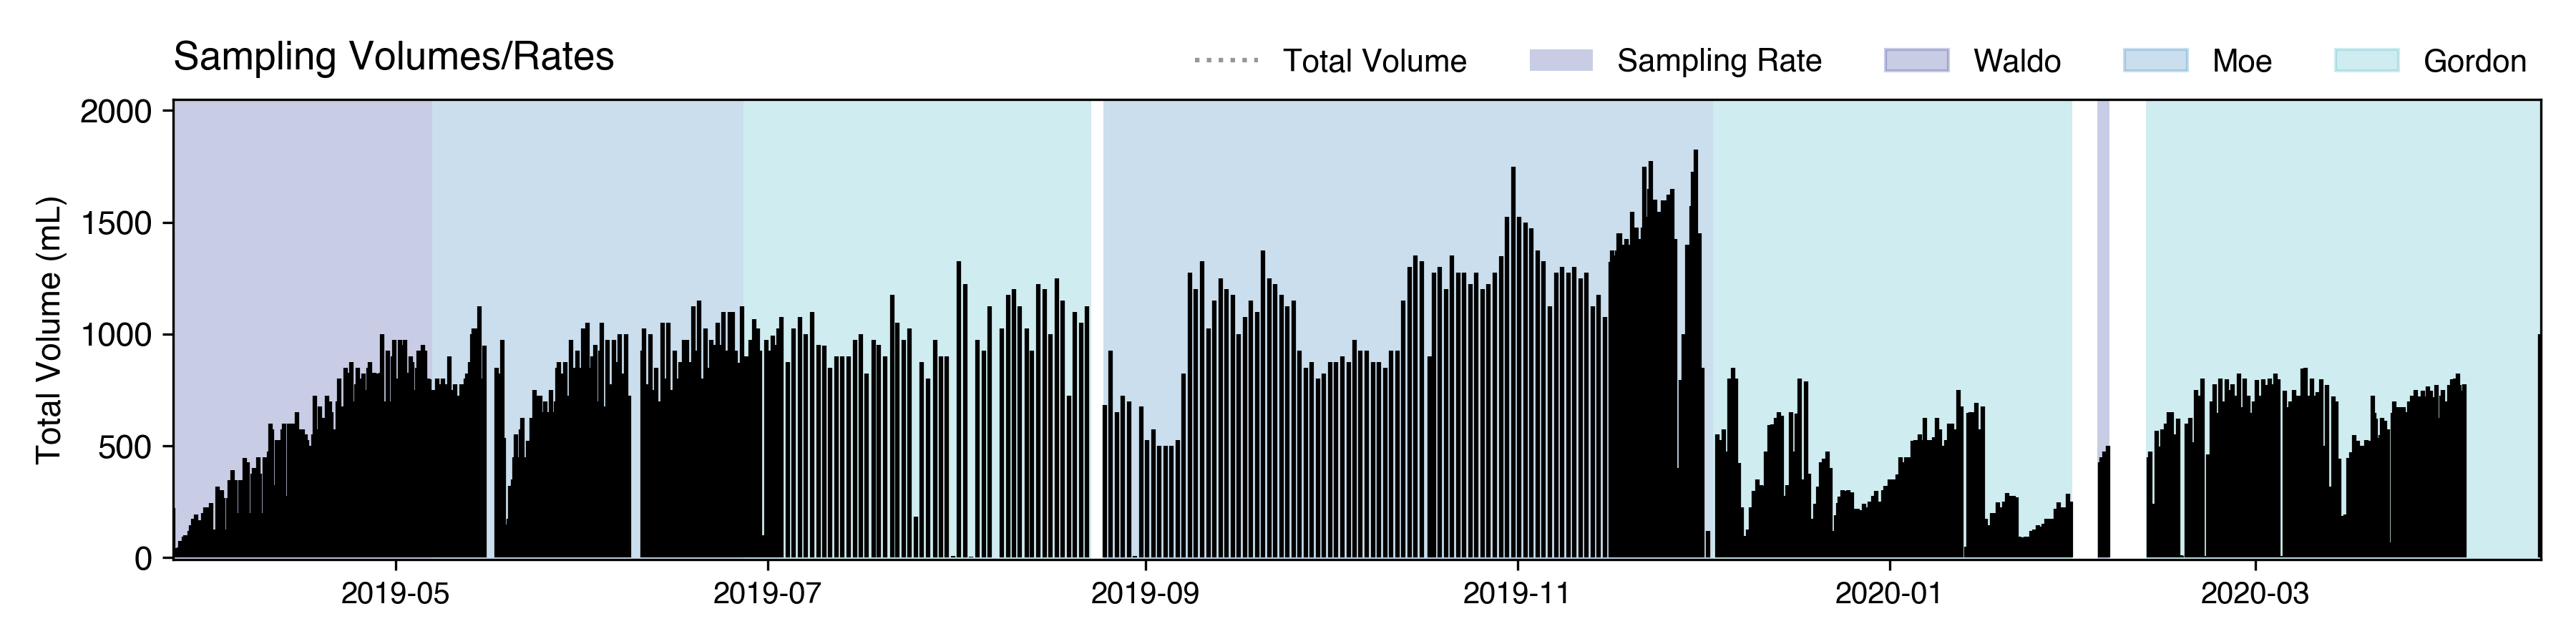 Sampling Volumes/Rates
Total Volume
Sampling Rate
Waldo
Moe
Gordon
Total Volume (mL)
2000
1500
1000
500
0
2019-05
2019-07
2019-09
2019-11
2020-01
2020-03